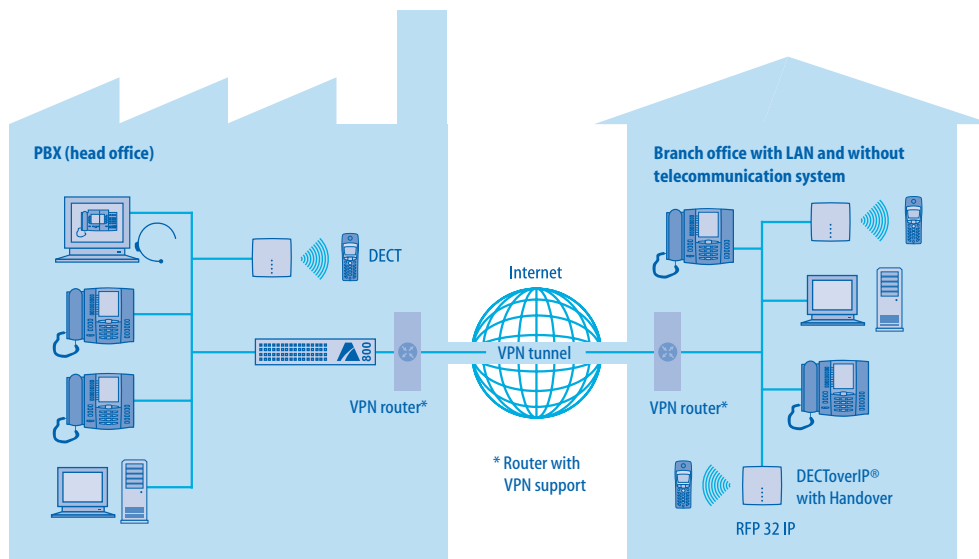 PBX (head office)
Branch office with LAN and without
telecommunication system
DECT
Internet
800
VPN tunnel
VPN router*
VPN router*
* Router with
VPN support
DECToverIP®
with Handover
RFP 32 IP